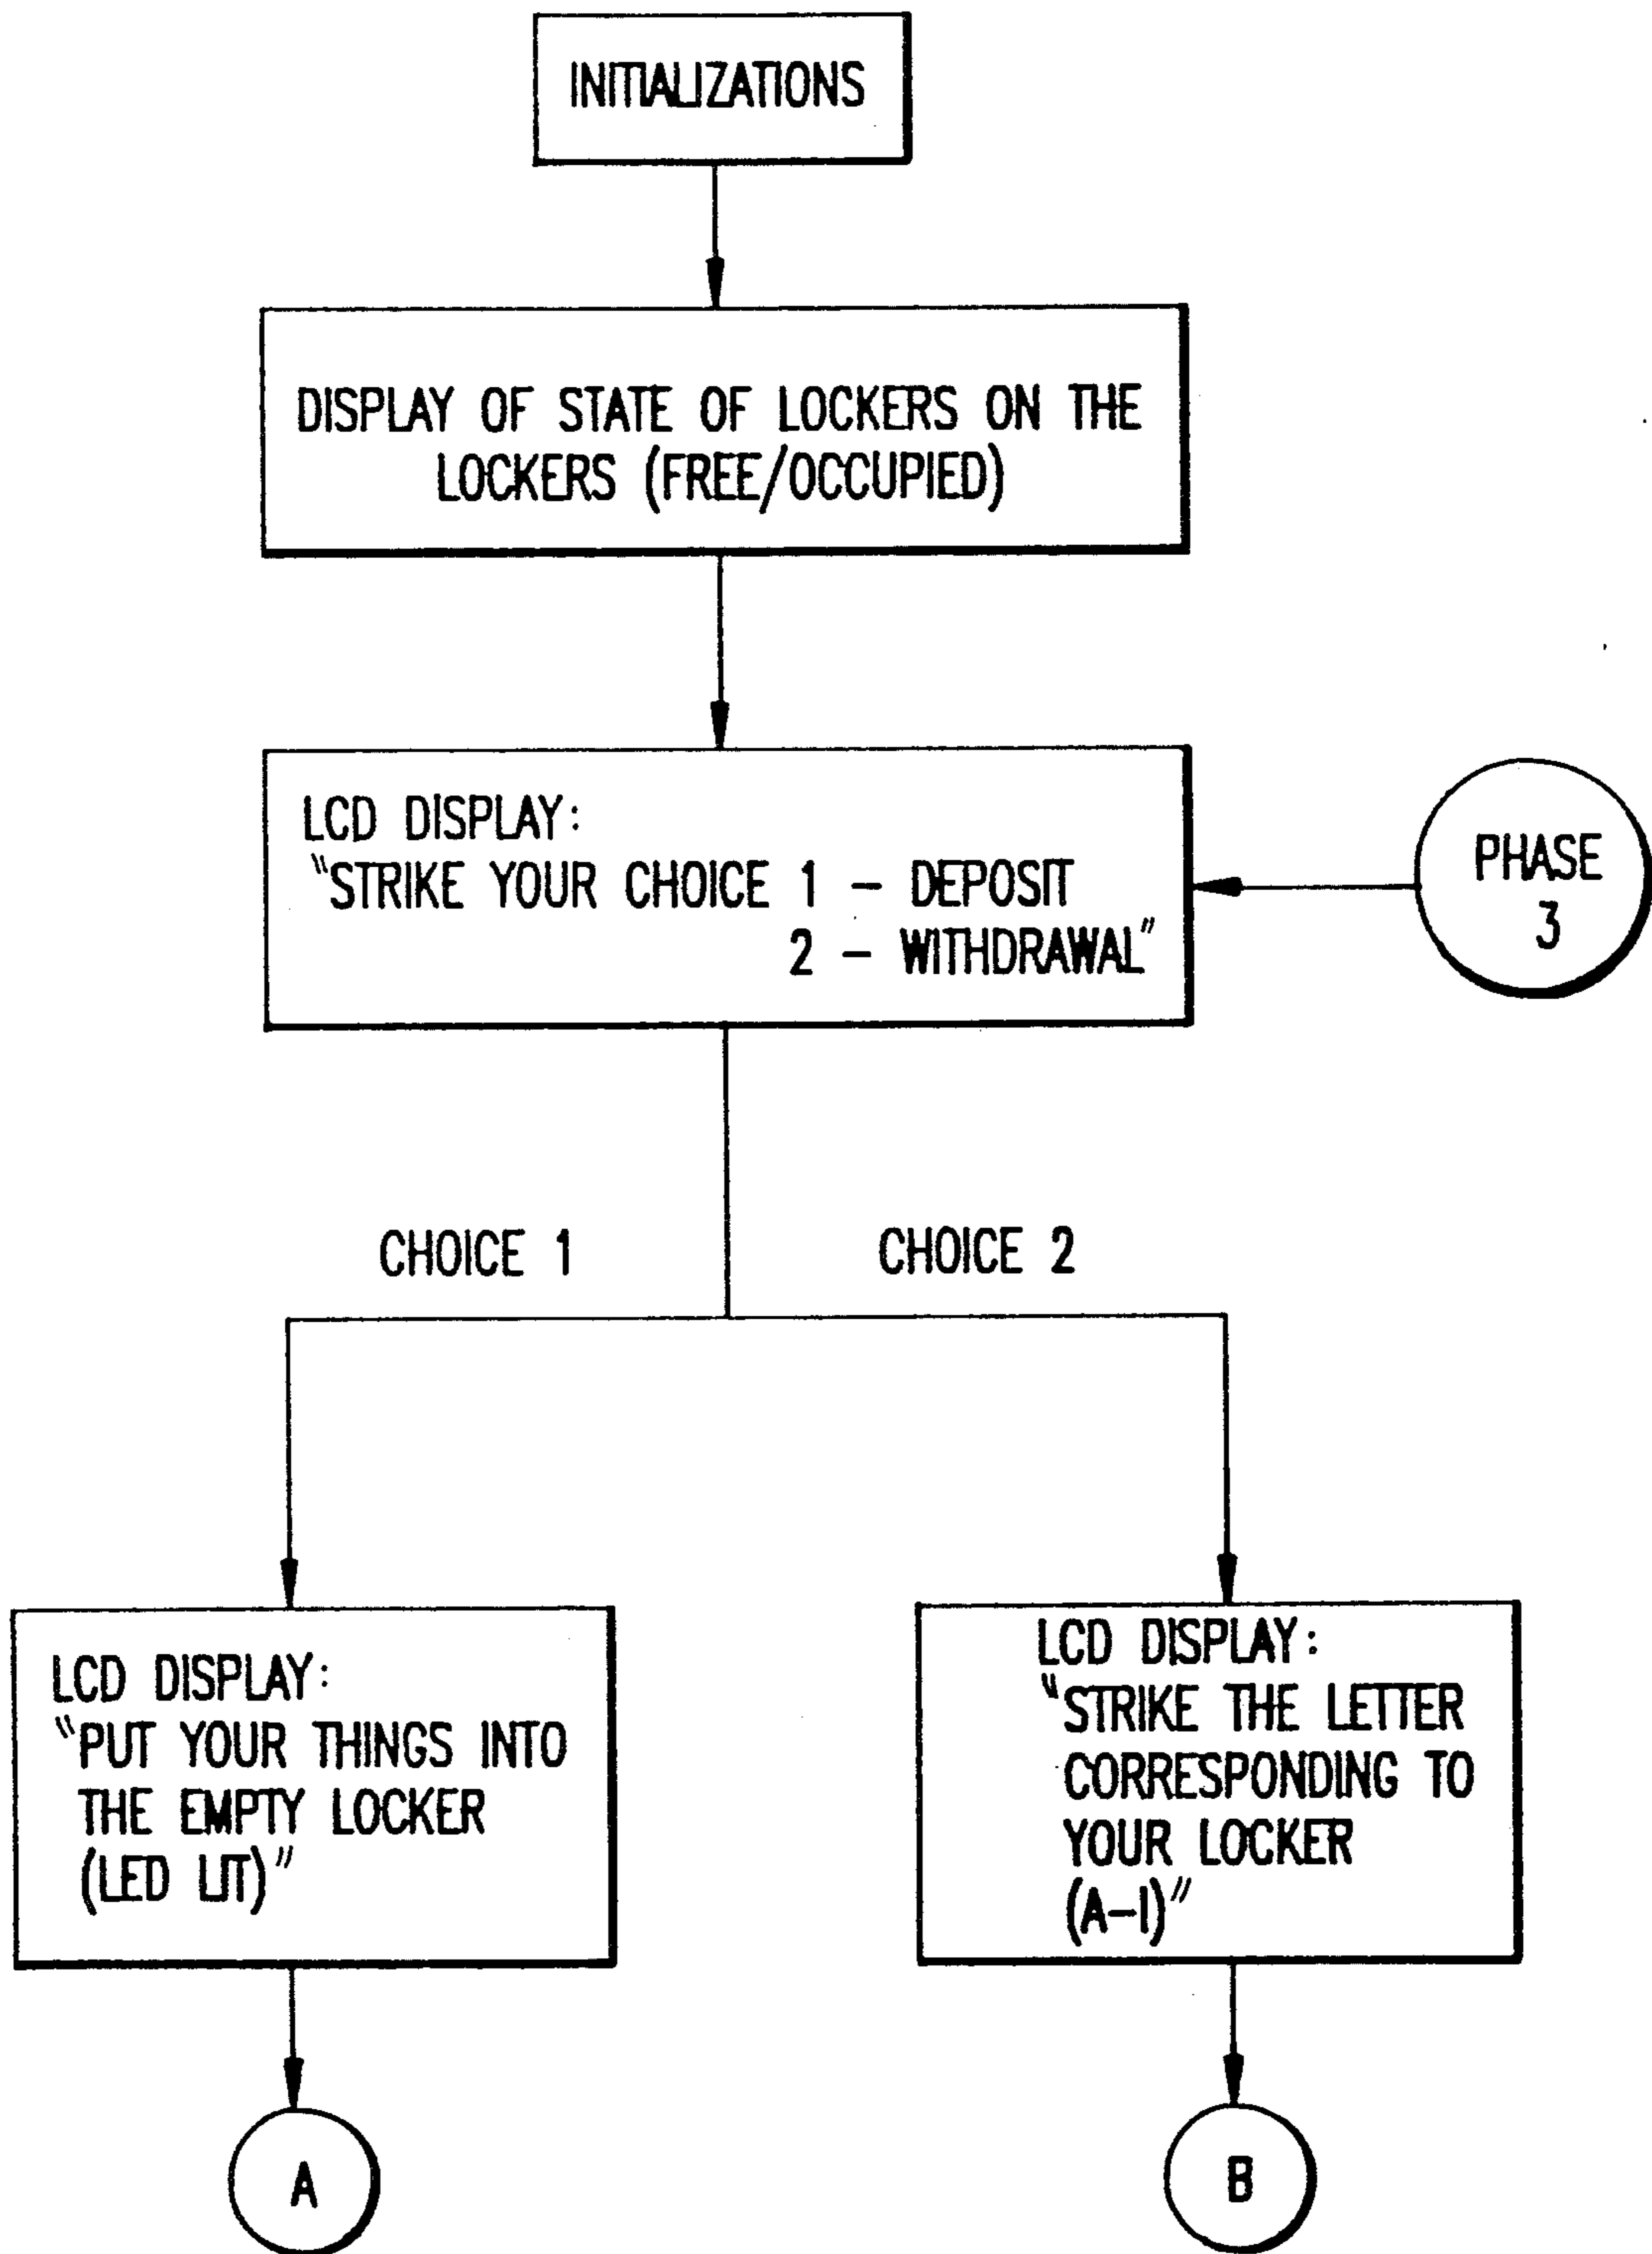 INITIALIZATIONS
DISPLAY OF STATE OF LOCKERS ON THE
LOCKERS (FREE/OCCUPIED)
LCD DISPLAY:
"STRIKE YOUR CHOICE 1 – DEPOSIT
2 – WITHDRAWAL"
PHASE
3
CHOICE 1
CHOICE 2
LCD DISPLAY:
"PUT YOUR THINGS INTO
THE EMPTY LOCKER
(LED LIT)"
LCD DISPLAY:
"STRIKE THE LETTER
CORRESPONDING TO
YOUR LOCKER
(A–I)"
A
B